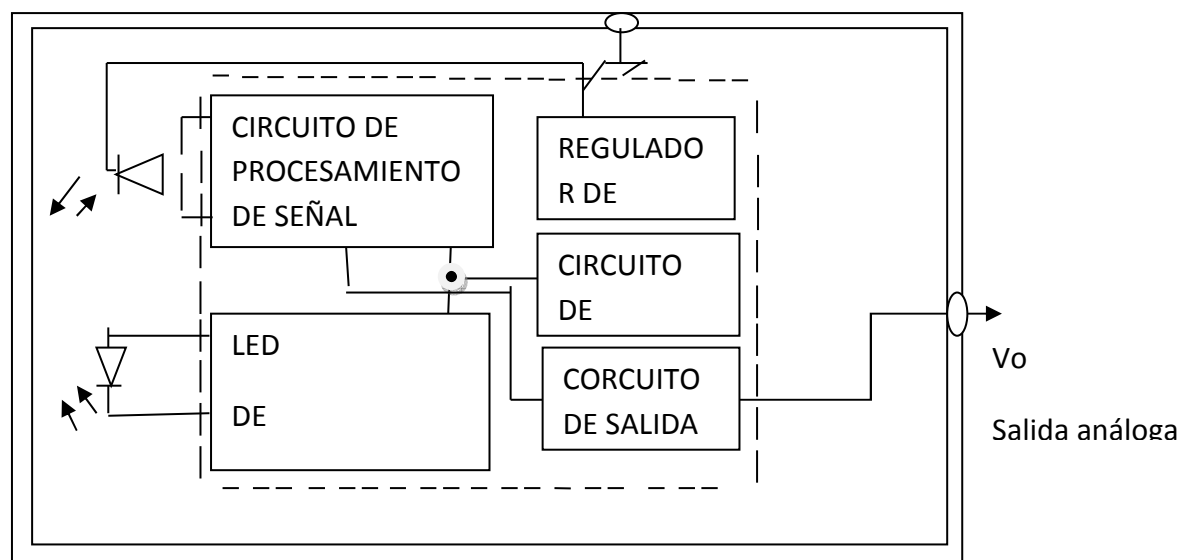 CIRCUITO DE
PROCESAMIENTO
DE SEÑAL
REGULADO
R DE
CIRCUITO
DE
LED
DE
CORCUITO
DE SALIDA
Vo
Salida análoga